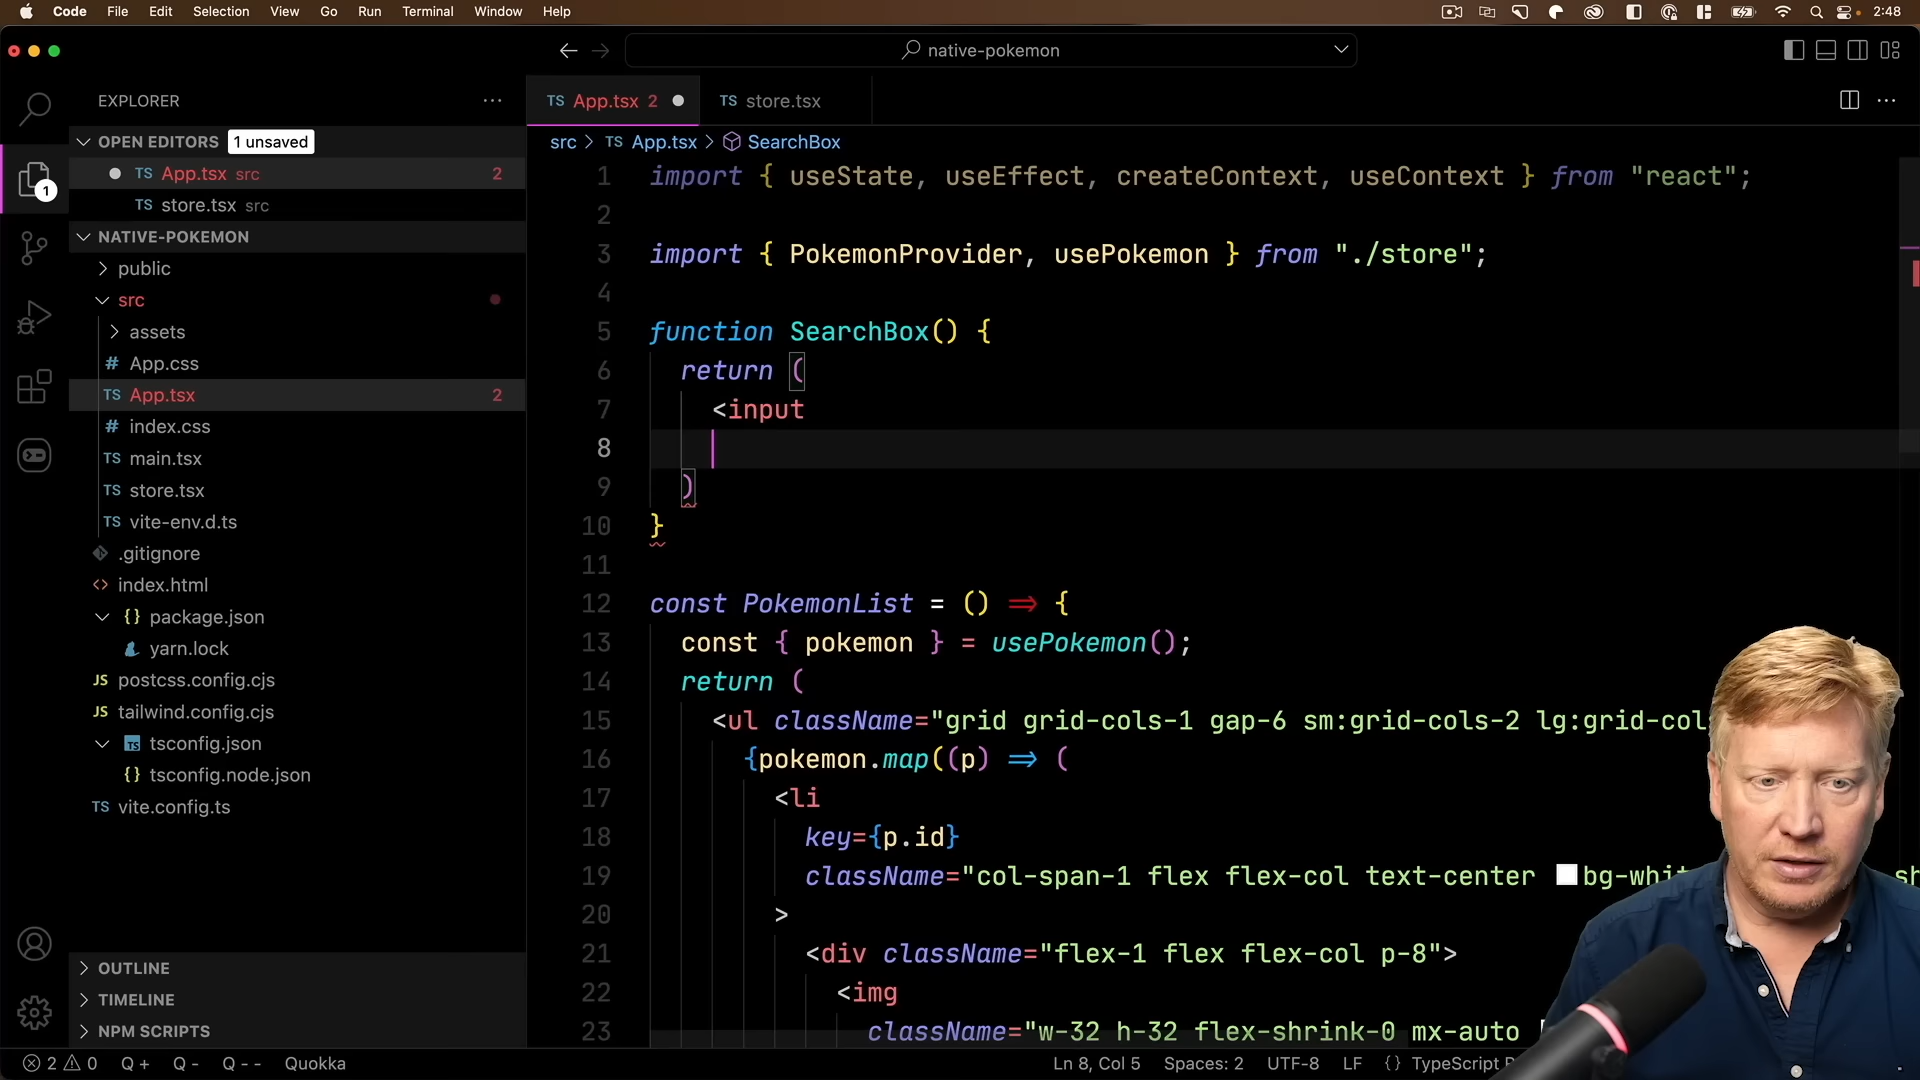 Code File Edit Selection View Go Run Terminal Window Help 2:48
native-pokemon
EXPLORER
OPEN EDITORS 1 unsaved
TS App.tsx src 2
TS store.tsx src
NATIVE-POKEMON
public
src
assets
# App.css
TS App.tsx 2
# index.css
TS main.tsx
TS store.tsx
TS vite-env.d.ts
.gitignore
<> index.html
{} package.json
yarn.lock
JS postcss.config.cjs
JS tailwind.config.cjs
TS tsconfig.json
{} tsconfig.node.json
TS vite.config.ts
OUTLINE
TIMELINE
NPM SCRIPTS
1
TS App.tsx 2
TS store.tsx
src > TS App.tsx > SearchBox
1 import { useState, useEffect, createContext, useContext } from "react";
2
3 import { PokemonProvider, usePokemon } from "./store";
4
5 function SearchBox() {
6 return (
7 <input
8
9 )
10 }
11
12 const PokemonList = () => {
13 const { pokemon } = usePokemon();
14 return (
15 <ul className="grid grid-cols-1 gap-6 sm:grid-cols-2 lg:grid-col
16 {pokemon.map((p) => (
17 <li
18 key={p.id}
19 className="col-span-1 flex flex-col text-center bg-whit sh
20 >
21 <div className="flex-1 flex flex-col p-8">
22 <img
23 className="w-32 h-32 flex-shrink-0 mx-auto
2 0 Q + Q - Q - - Quokka Ln 8, Col 5 Spaces: 2 UTF-8 LF {} TypeScript